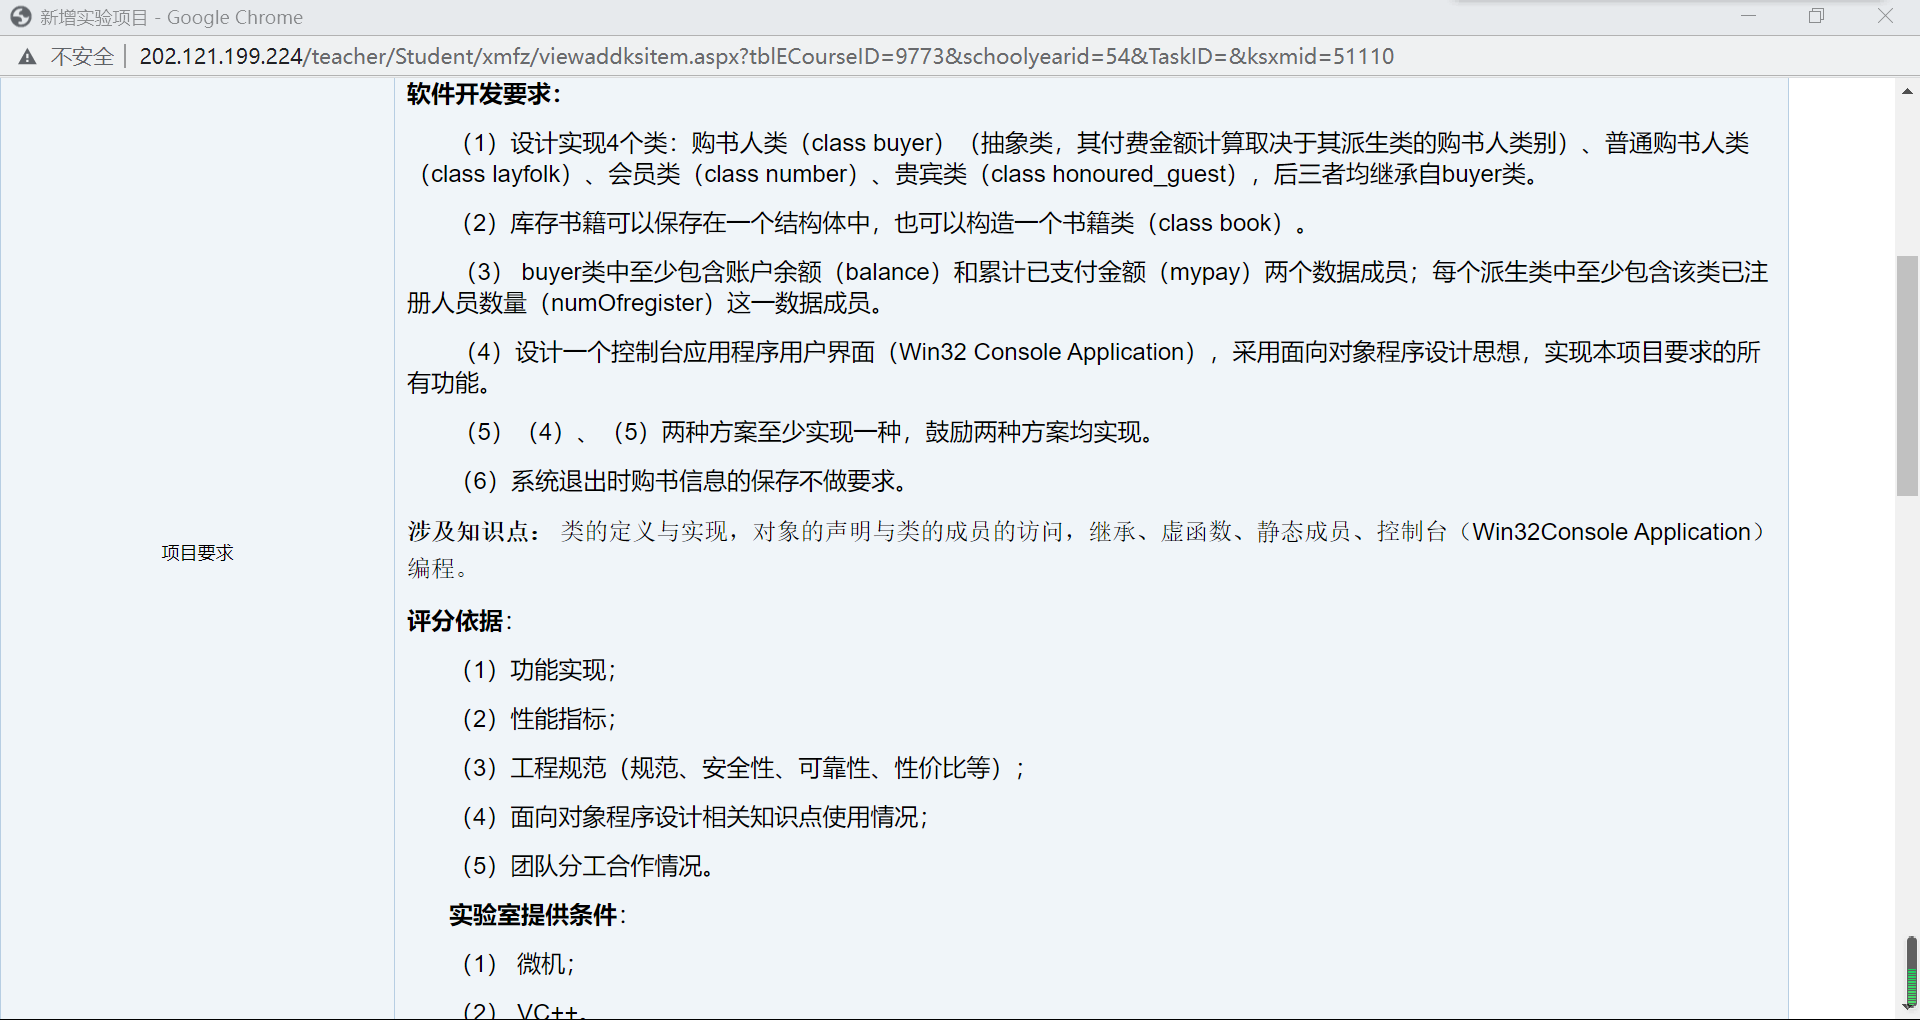 新增实验项目 - Google Chrome
不安全 | 202.121.199.224/teacher/Student/xmfz/viewaddksitem.aspx?tblECourseID=9773&schoolyearid=54&TaskID=&ksxmid=51110
软件开发要求：
（1）设计实现4个类：购书人类（class buyer）（抽象类，其付费金额计算取决于其派生类的购书人类别）、普通购书人类
（class layfolk）、会员类（class number）、贵宾类（class honoured_guest），后三者均继承自buyer类。
（2）库存书籍可以保存在一个结构体中，也可以构造一个书籍类（class book）。
（3） buyer类中至少包含账户余额（balance）和累计已支付金额（mypay）两个数据成员；每个派生类中至少包含该类已注
册人员数量（numOfregister）这一数据成员。
（4）设计一个控制台应用程序用户界面（Win32 Console Application），采用面向对象程序设计思想，实现本项目要求的所
有功能。
（5）（4）、（5）两种方案至少实现一种，鼓励两种方案均实现。
（6）系统退出时购书信息的保存不做要求。
项目要求
涉及知识点： 类的定义与实现，对象的声明与类的成员的访问，继承、虚函数、静态成员、控制台（Win32Console Application）
编程。
评分依据：
（1）功能实现；
（2）性能指标；
（3）工程规范（规范、安全性、可靠性、性价比等）；
（4）面向对象程序设计相关知识点使用情况；
（5）团队分工合作情况。
实验室提供条件：
（1） 微机；
（2） VC++。